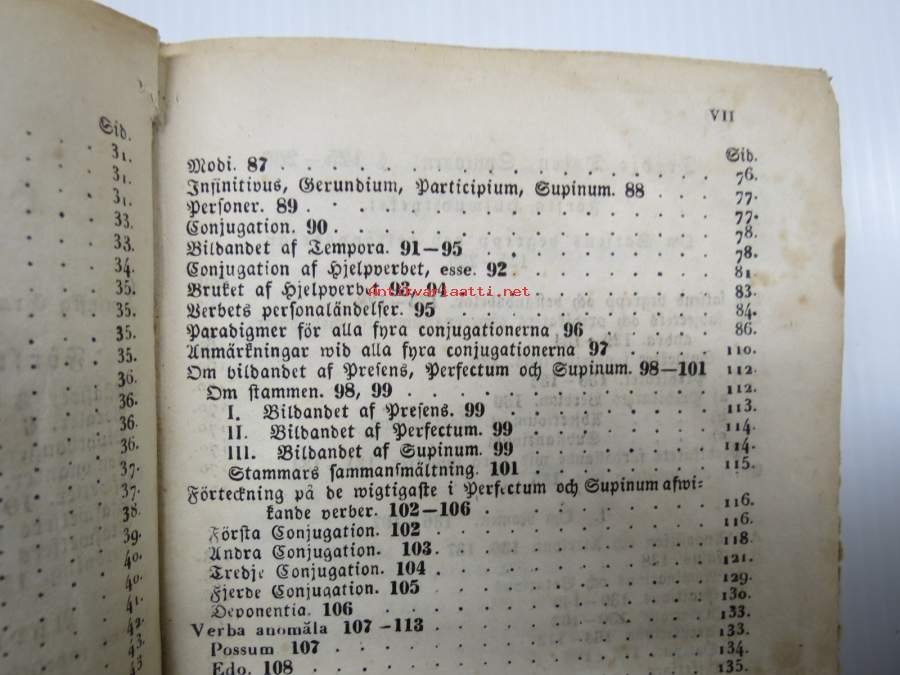 Sid.
31.
31.
31.
33.
33.
34.
35.
35.
35.
36.
36.
36.
37.
37.
38.
39.
40.
40.
41.
42.
43.
43
VII
Sid.
Modi. 87 . . . 76.
Infinitivus, Gerundium, Participium, Supinum. 88 . . . 77.
Personer. 89 . . . 77.
Conjugation. 90 . . . 78.
Bildandet af Tempora. 91—95 . . . 78.
Conjugation af Hjelpverbet, esse. 92 . . . 81
Bruket af Hjelpverbet 93, 94 . . . 83.
antikvariaatti.net
Verbets personaländelser. 95 . . . 84.
Paradigmer för alla fyra conjugationerna 96 . . . 86.
Anmärkningar wid alla fyra conjugationerna 97 . . . 110.
Om bildandet af Presens, Perfectum och Supinum. 98—101 112.
Om stammen. 98, 99 . . . 112.
I. Bildandet af Presens. 99 . . . 113.
II. Bildandet af Perfectum. 99 . . . 114.
III. Bildandet af Supinum. 99 . . . 114.
Stammars sammansmältning. 101 . . . 115.
Förteckning på de wigtigaste i Perfectum och Supinum afwi-
kande verber. 102—106 . . . 116.
Första Conjugation. 102 . . . 116.
Andra Conjugation. 103. . . . 118.
Tredje Conjugation. 104 . . . 121.
Fjerde Conjugation. 105 . . . 129.
Deponentia. 106 . . . 130.
Verba anomăla 107—113 . . . 133.
Possum 107 . . . 133.
Edo. 108 . . . 134.
135.